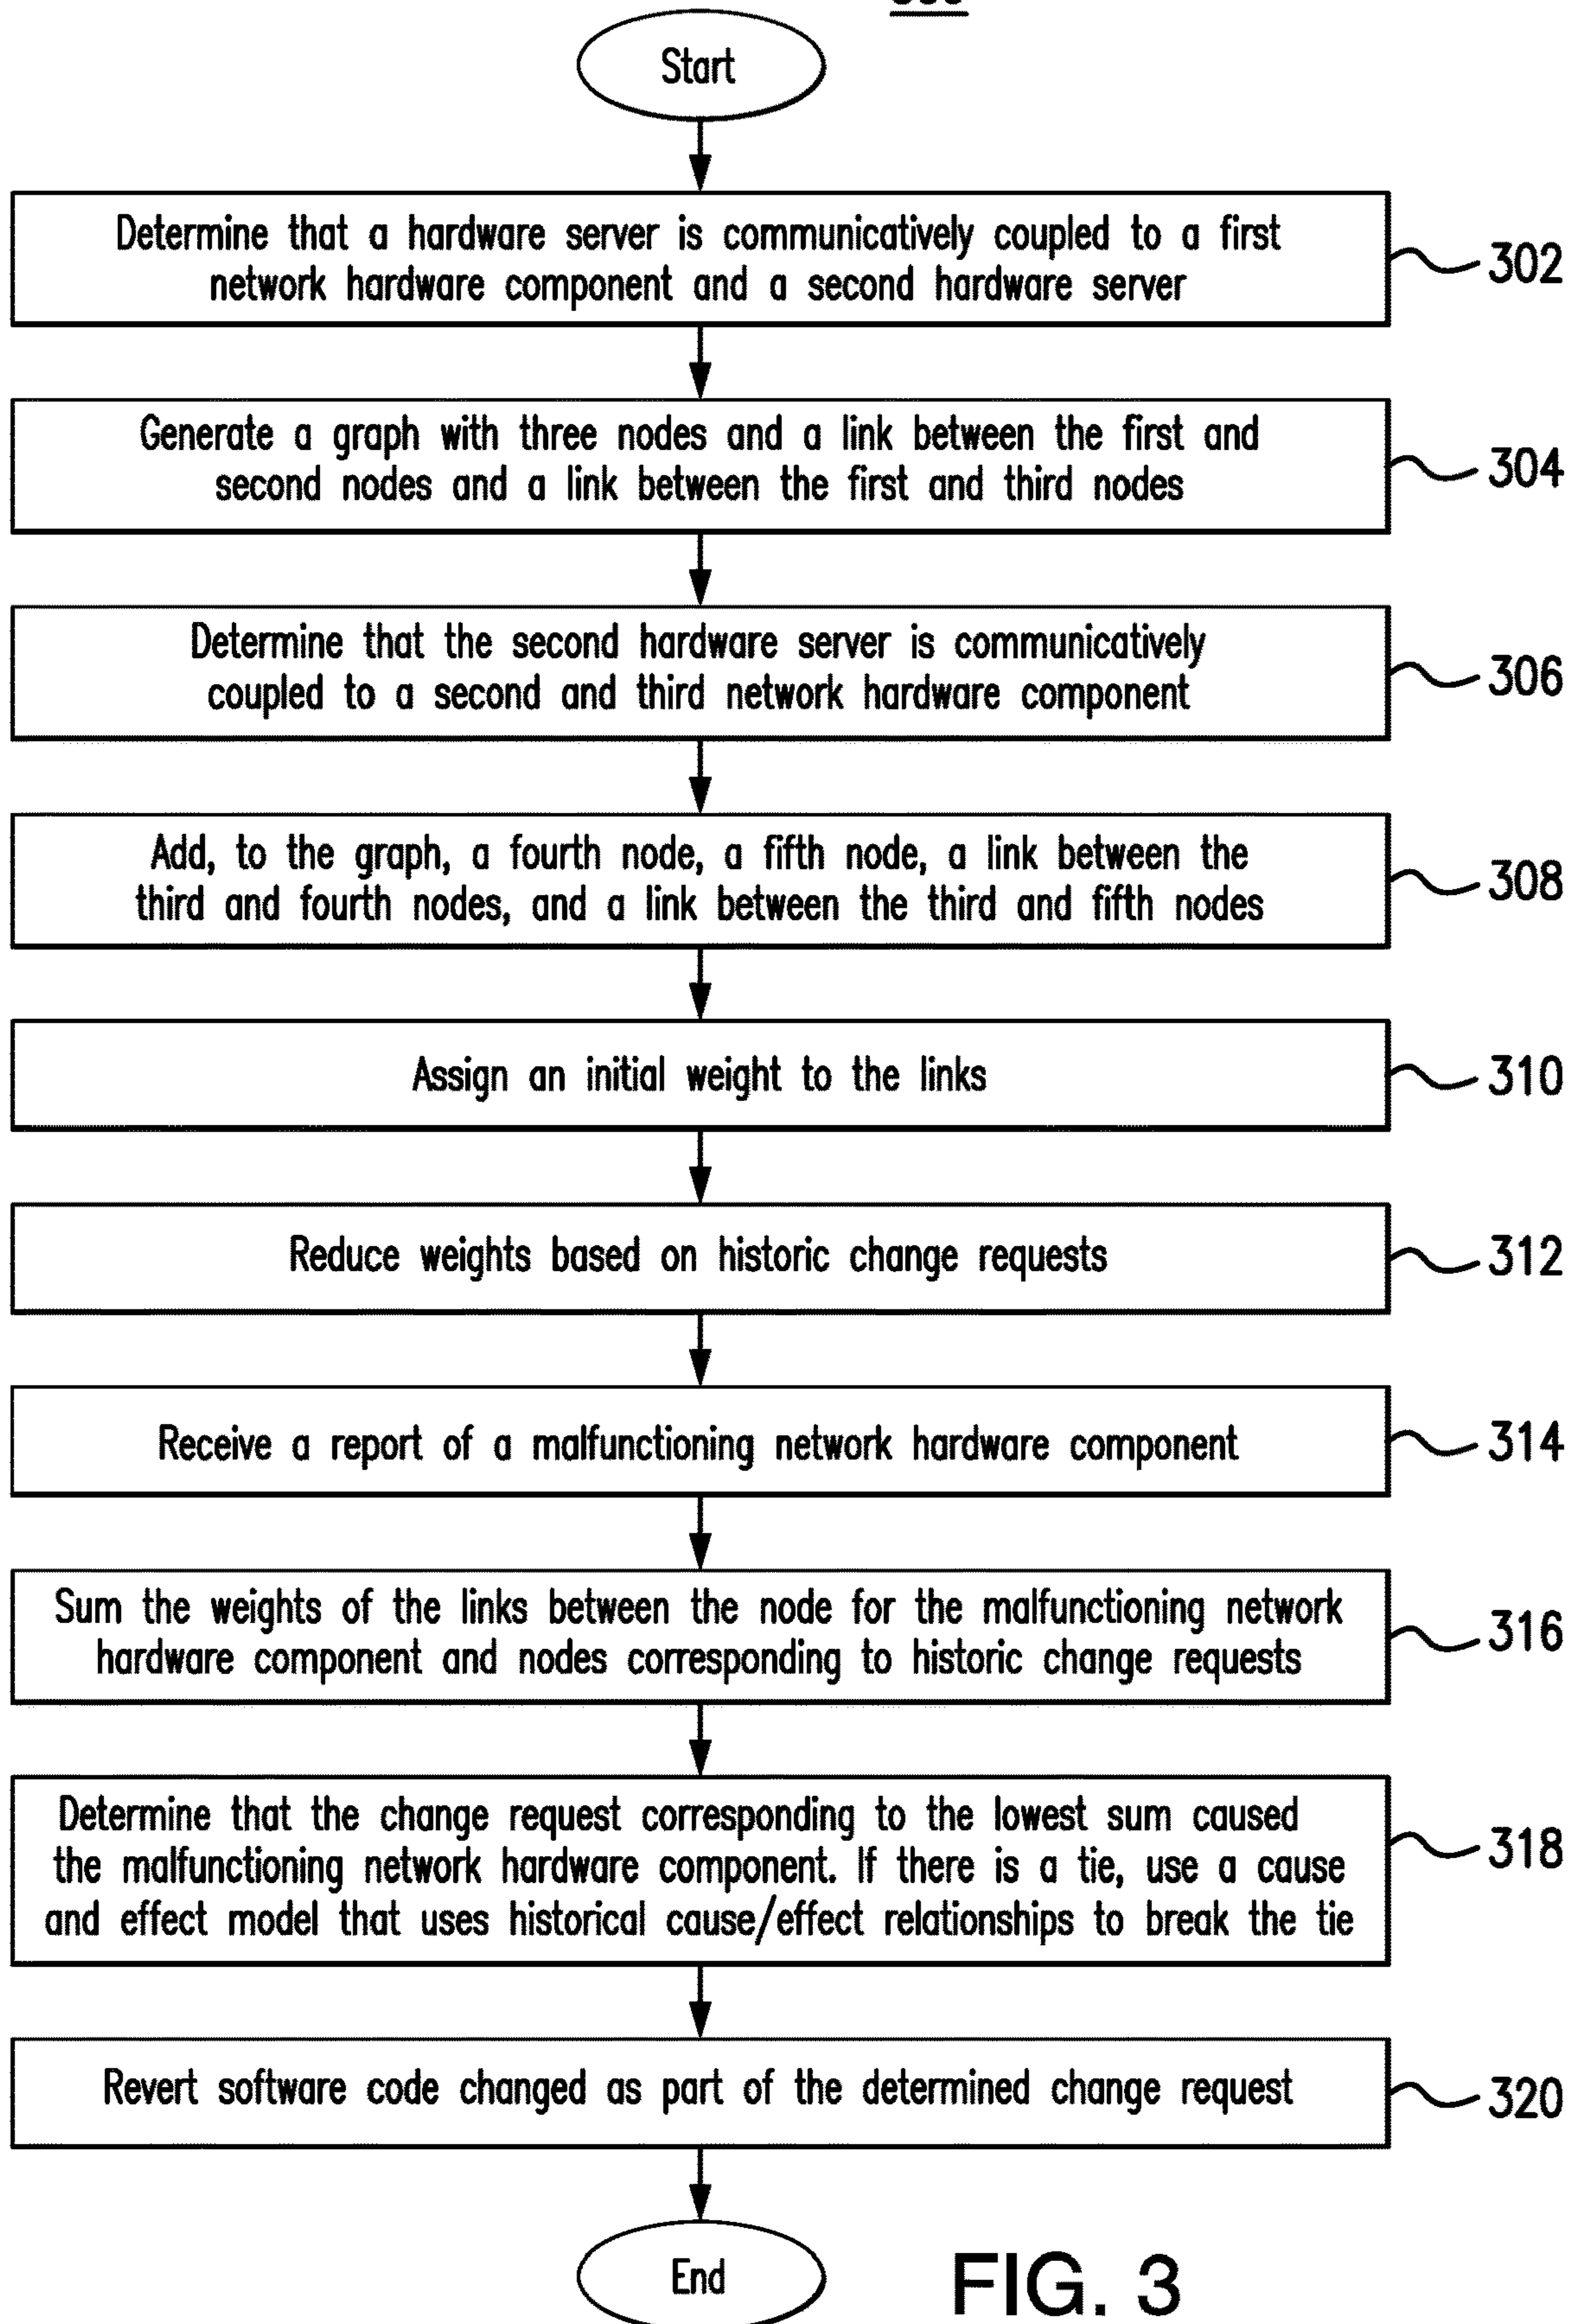 Start
Determine that a hardware server is communicatively coupled to a first
network hardware component and a second hardware server
302
Generate a graph with three nodes and a link between the first and
second nodes and a link between the first and third nodes
304
Determine that the second hardware server is communicatively
coupled to a second and third network hardware component
306
Add, to the graph, a fourth node, a fifth node, a link between the
third and fourth nodes, and a link between the third and fifth nodes
308
Assign an initial weight to the links
310
Reduce weights based on historic change requests
312
Receive a report of a malfunctioning network hardware component
314
Sum the weights of the links between the node for the malfunctioning network
hardware component and nodes corresponding to historic change requests
316
Determine that the change request corresponding to the lowest sum caused
the malfunctioning network hardware component. If there is a tie, use a cause
and effect model that uses historical cause/effect relationships to break the tie
318
Revert software code changed as part of the determined change request
320
End
FIG. 3